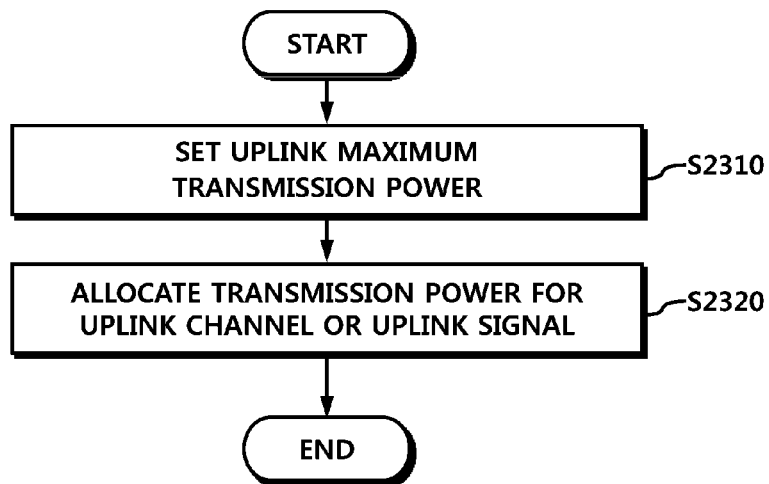 START
SET UPLINK MAXIMUM
TRANSMISSION POWER
S2310
ALLOCATE TRANSMISSION POWER FOR
UPLINK CHANNEL OR UPLINK SIGNAL
S2320
END